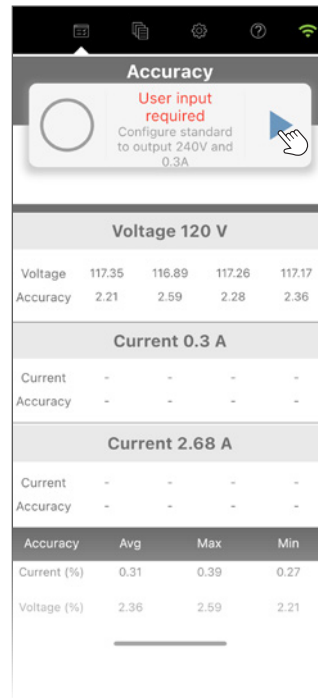 Accuracy
User input
required
Configure standard
to output 240V and
0.3A
Voltage 120 V
Voltage 117.35 116.89 117.26 117.17
Accuracy 2.21 2.59 2.28 2.36
Current 0.3 A
Current - - - -
Accuracy - - - -
Current 2.68 A
Current - - - -
Accuracy - - - -
Accuracy Avg Max Min
Current (%) 0.31 0.39 0.27
Voltage (%) 2.36 2.59 2.21